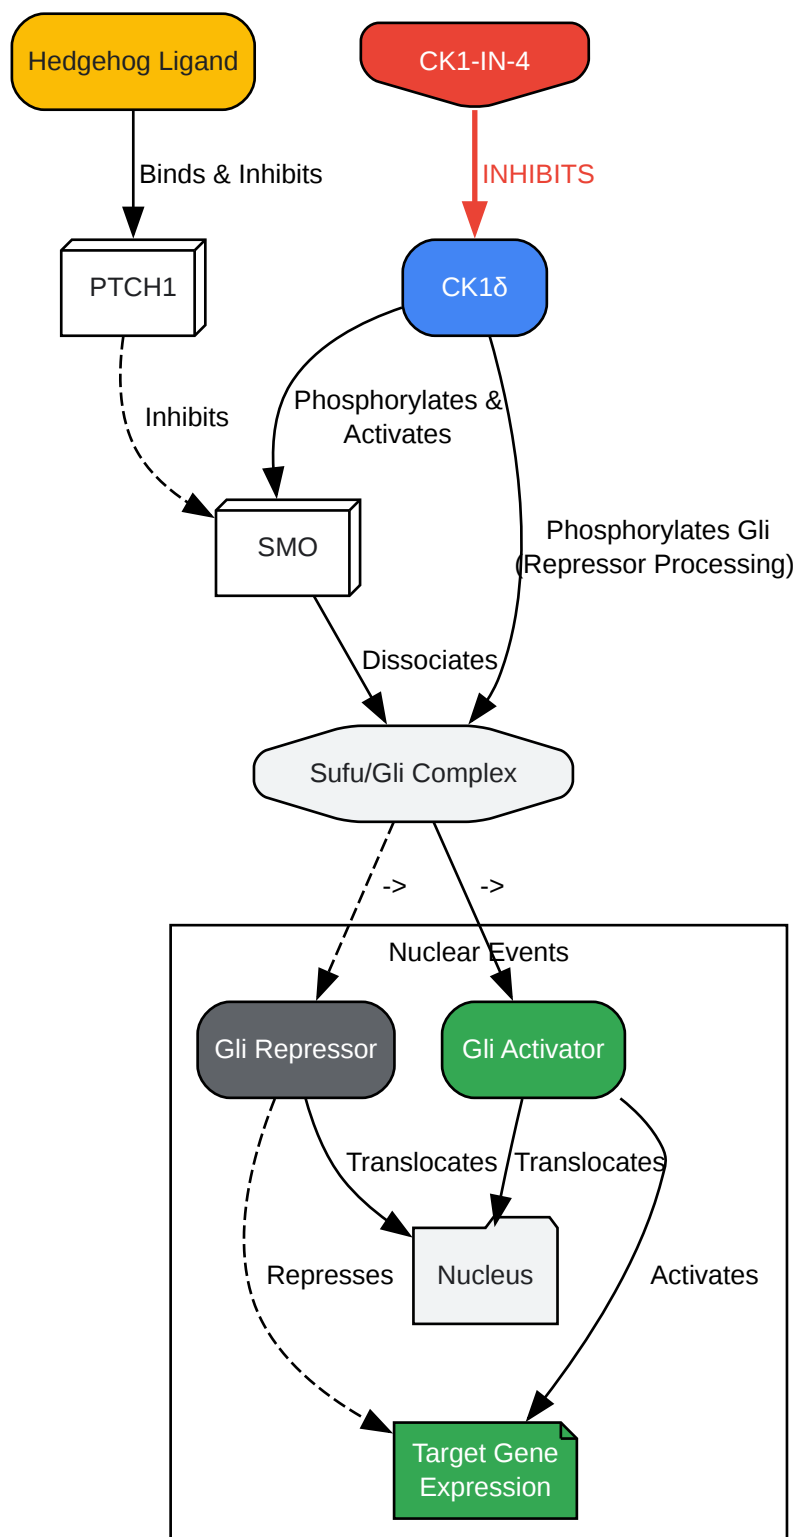 Hedgehog Ligand
CK1-IN-4
Binds & Inhibits
INHIBITS
PTCH1
CK1δ
Inhibits
Phosphorylates &
Activates
SMO
Phosphorylates Gli
(Repressor Processing)
Dissociates
Sufu/Gli Complex
->
->
Nuclear Events
Gli Repressor
Gli Activator
Translocates
Translocates
Represses
Nucleus
Activates
Target Gene
Expression